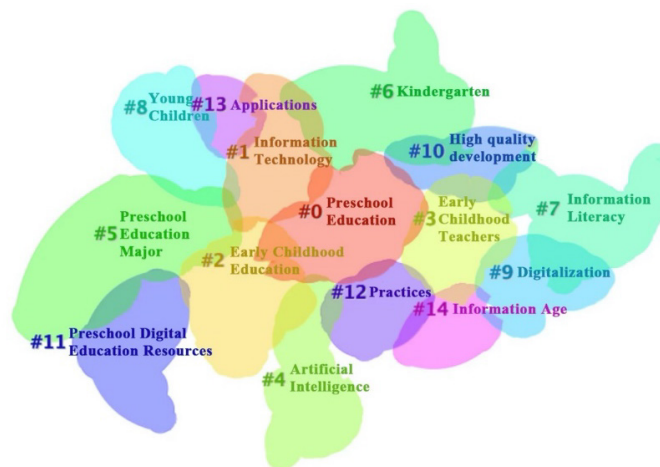 #6 Kindergarten
#8 Young
Children
#13 Applications
#1 Information
Technology
#10 High quality
development
#0 Preschool
Education
#3 Early
Childhood
Teachers
#7 Information
Literacy
#5 Preschool
Education
Major
#2 Early Childhood
Education
#9 Digitalization
#12 Practices
#14 Information Age
#11 Preschool Digital
Education Resources
#4 Artificial
Intelligence